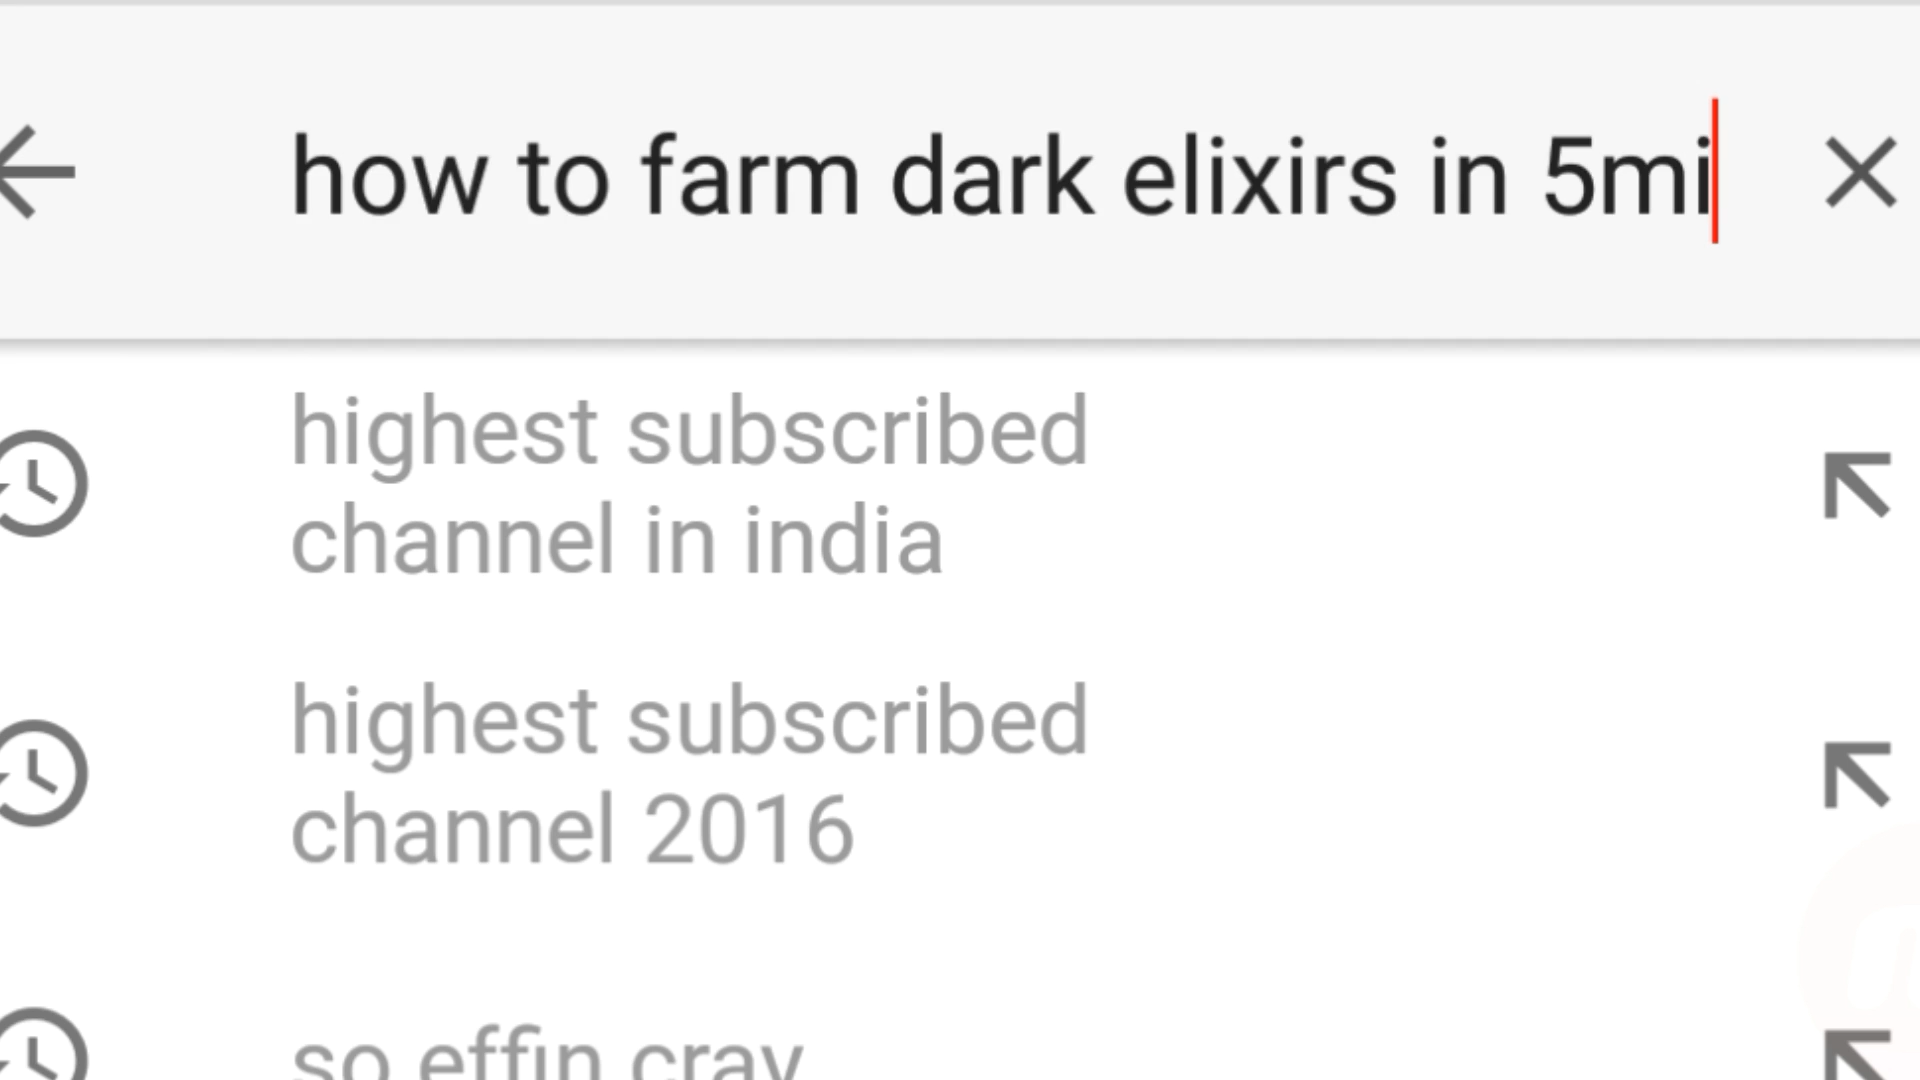 how to farm dark elixirs in 5mi
highest subscribed
channel in india
highest subscribed
channel 2016
so effin cray